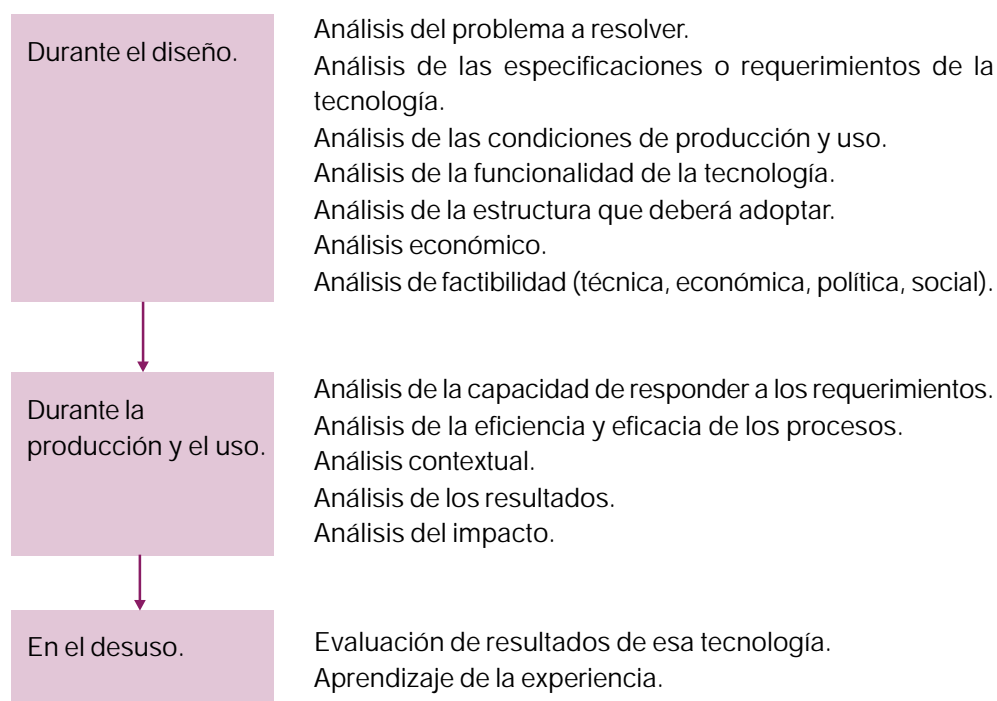 Durante el diseño.
Análisis del problema a resolver.
Análisis de las especificaciones o requerimientos de la
tecnología.
Análisis de las condiciones de producción y uso.
Análisis de la funcionalidad de la tecnología.
Análisis de la estructura que deberá adoptar.
Análisis económico.
Análisis de factibilidad (técnica, económica, política, social).
Durante la
producción y el uso.
Análisis de la capacidad de responder a los requerimientos.
Análisis de la eficiencia y eficacia de los procesos.
Análisis contextual.
Análisis de los resultados.
Análisis del impacto.
En el desuso.
Evaluación de resultados de esa tecnología.
Aprendizaje de la experiencia.